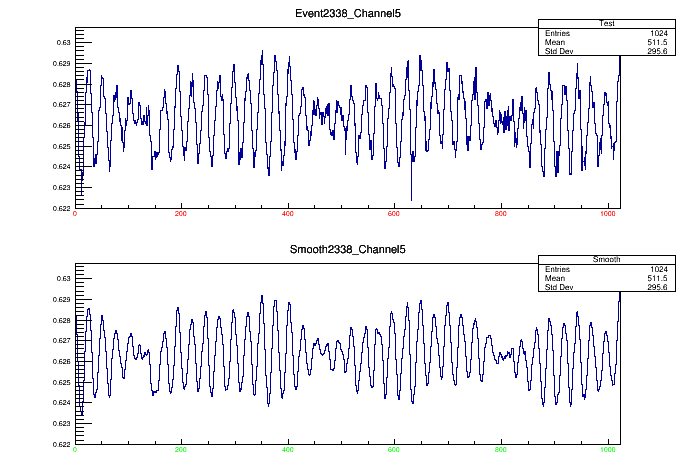 Event2338_Channel5
Test
Entries 1024
Mean 511.5
Std Dev 295.6
0.63
0.629
0.628
0.627
0.626
0.625
0.624
0.623
0.622
0 200 400 600 800 1000
Smooth2338_Channel5
Smooth
Entries 1024
Mean 511.5
Std Dev 295.6
0.63
0.629
0.628
0.627
0.626
0.625
0.624
0.623
0.622
0 200 400 600 800 1000